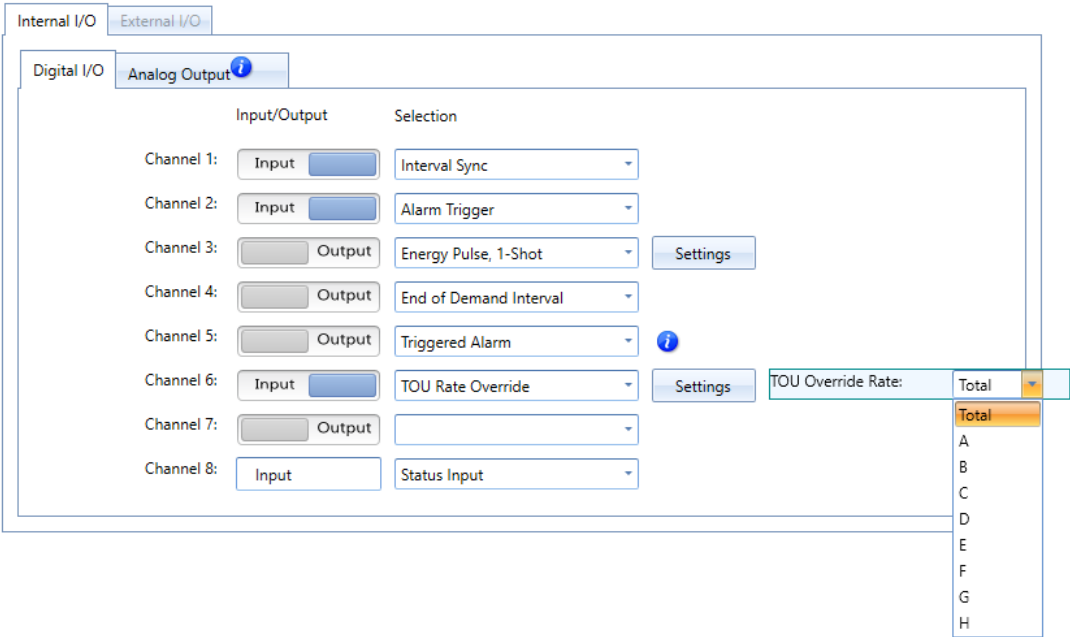 Internal I/O External I/O
Digital I/O Analog Output i
Input/Output Selection
Channel 1: Input Interval Sync
Channel 2: Input Alarm Trigger
Channel 3: Output Energy Pulse, 1-Shot Settings
Channel 4: Output End of Demand Interval
Channel 5: Output Triggered Alarm i
Channel 6: Input TOU Rate Override Settings TOU Override Rate: Total
Total
A
Channel 7: Output
B
Channel 8: Input Status Input
C
D
E
F
G
H